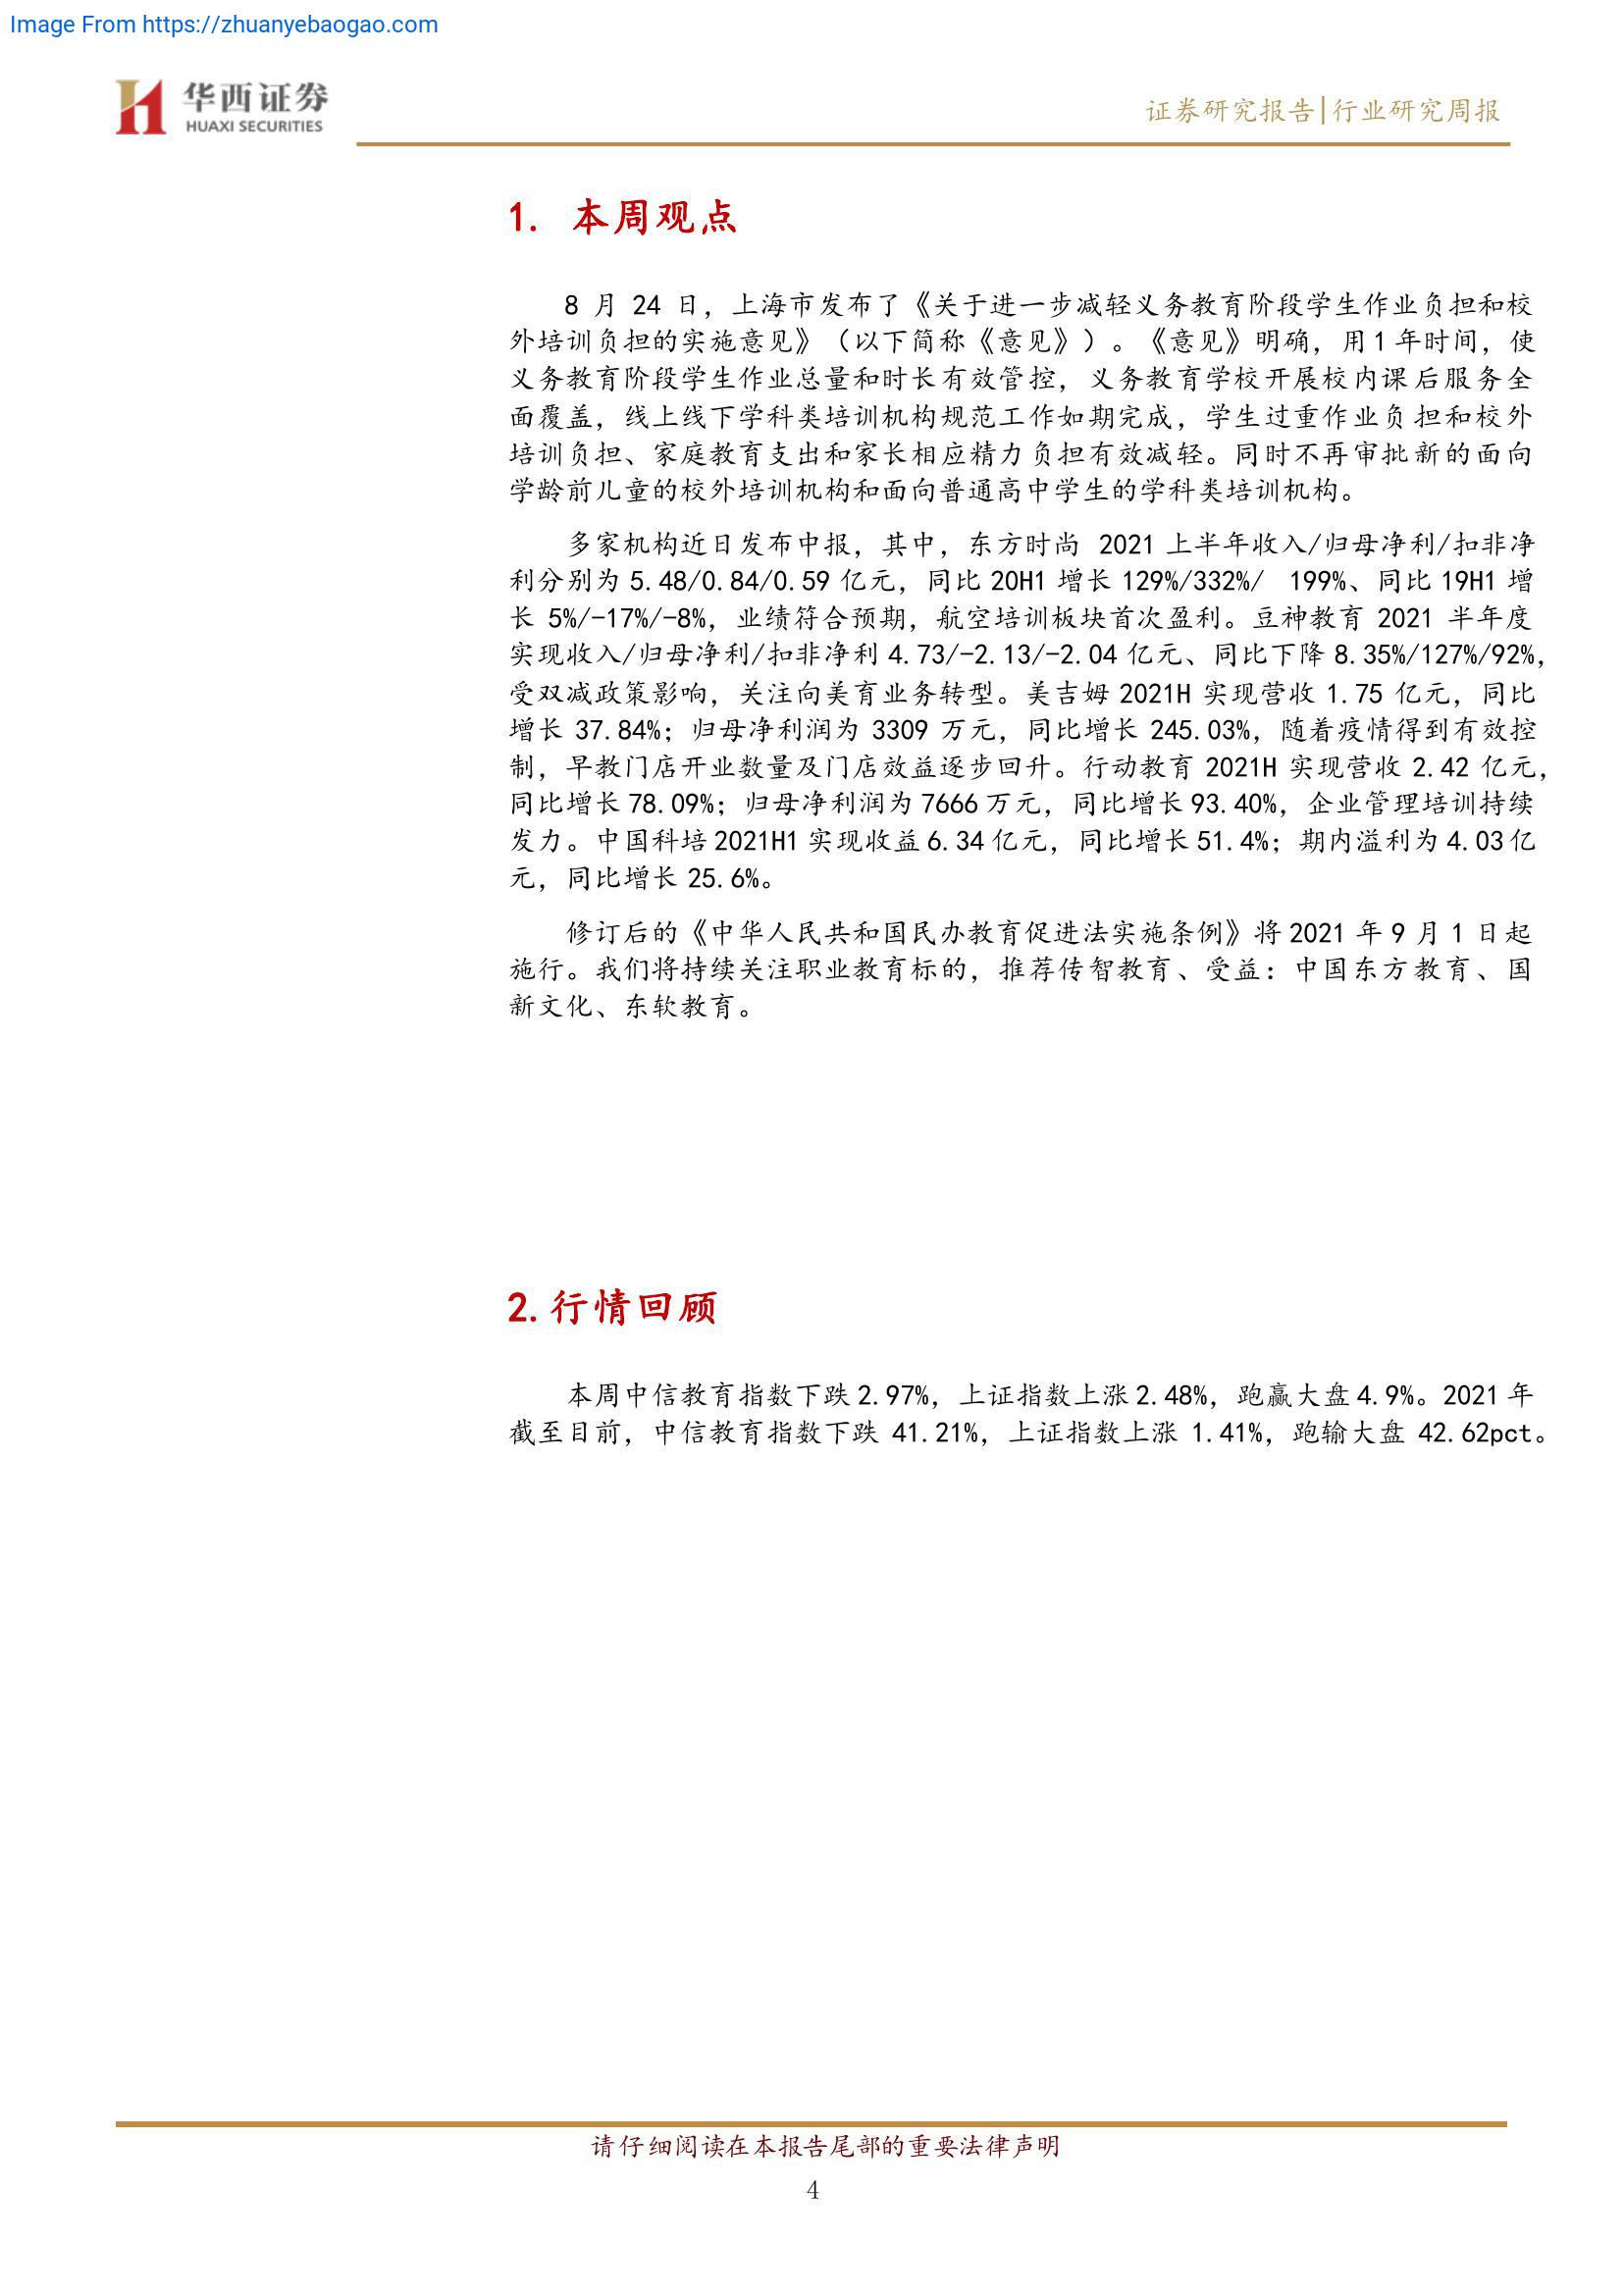 Image From https://zhuanyebaogao.com
华西证券
HUAXI SECURITIES
证券研究报告|行业研究周报
1. 本周观点
8 月 24 日，上海市发布了《关于进一步减轻义务教育阶段学生作业负担和校
外培训负担的实施意见》（以下简称《意见》）。《意见》明确，用1年时间，使
义务教育阶段学生作业总量和时长有效管控，义务教育学校开展校内课后服务全
面覆盖，线上线下学科类培训机构规范工作如期完成，学生过重作业负担和校外
培训负担、家庭教育支出和家长相应精力负担有效减轻。同时不再审批新的面向
学龄前儿童的校外培训机构和面向普通高中学生的学科类培训机构。
多家机构近日发布中报，其中，东方时尚 2021 上半年收入/归母净利/扣非净
利分别为 5.48/0.84/0.59 亿元，同比 20H1 增长 129%/332%/ 199%、同比 19H1 增
长 5%/-17%/-8%，业绩符合预期，航空培训板块首次盈利。豆神教育 2021 半年度
实现收入/归母净利/扣非净利 4.73/-2.13/-2.04 亿元、同比下降 8.35%/127%/92%，
受双减政策影响，关注向美育业务转型。美吉姆 2021H 实现营收 1.75 亿元，同比
增长 37.84%；归母净利润为 3309 万元，同比增长 245.03%，随着疫情得到有效控
制，早教门店开业数量及门店效益逐步回升。行动教育 2021H 实现营收 2.42 亿元，
同比增长 78.09%；归母净利润为 7666 万元，同比增长 93.40%，企业管理培训持续
发力。中国科培 2021H1 实现收益 6.34 亿元，同比增长 51.4%；期内溢利为 4.03 亿
元，同比增长 25.6%。
修订后的《中华人民共和国民办教育促进法实施条例》将 2021 年 9 月 1 日起
施行。我们将持续关注职业教育标的，推荐传智教育、受益：中国东方教育、国
新文化、东软教育。
2.行情回顾
本周中信教育指数下跌 2.97%，上证指数上涨 2.48%，跑赢大盘 4.9%。2021 年
截至目前，中信教育指数下跌 41.21%，上证指数上涨 1.41%，跑输大盘 42.62pct。
请仔细阅读在本报告尾部的重要法律声明
4